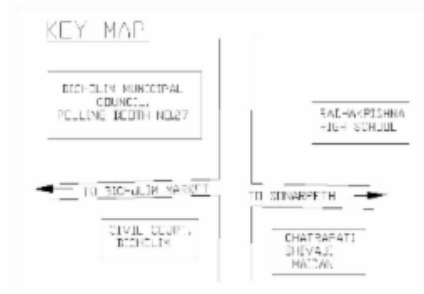 KEY MAP
BICHOLIM MUNICIPAL
COUNCIL,
POLLING BOOTH NO.27
RADHAKRISHNA
HIGH SCHOOL
TO BICHOLIM MARKET
TO SONARPETH
CIVIL COURT,
BICHOLIM
CHATRAPATI
SHIVAJI
MAIDAN